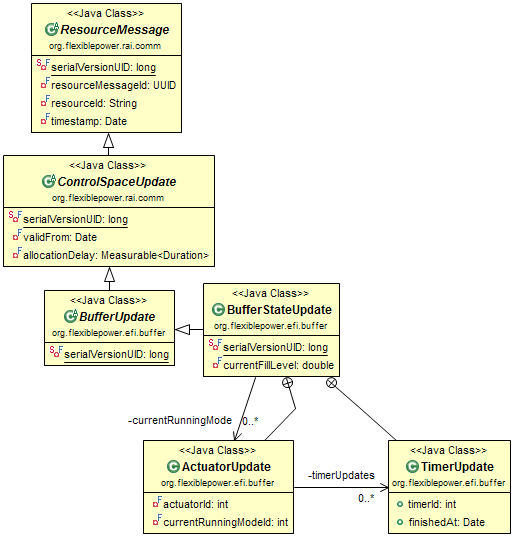 <<Java Class>>
ResourceMessage
org.flexiblepower.rai.comm
serialVersionUID: long
resourceMessageId: UUID
resourceId: String
timestamp: Date
<<Java Class>>
ControlSpaceUpdate
org.flexiblepower.rai.comm
serialVersionUID: long
validFrom: Date
allocationDelay: Measurable<Duration>
<<Java Class>>
BufferUpdate
org.flexiblepower.efi.buffer
serialVersionUID: long
<<Java Class>>
BufferStateUpdate
org.flexiblepower.efi.buffer
serialVersionUID: long
currentFillLevel: double
-currentRunningMode
0..*
<<Java Class>>
ActuatorUpdate
org.flexiblepower.efi.buffer
actuatorId: int
currentRunningModeId: int
-timerUpdates
0..*
<<Java Class>>
TimerUpdate
org.flexiblepower.efi.buffer
timerId: int
finishedAt: Date